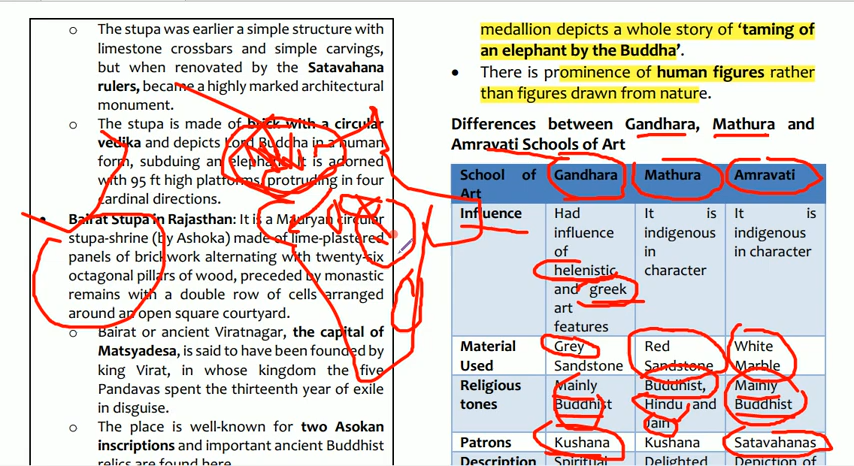 o The stupa was earlier a simple structure with
limestone crossbars and simple carvings,
but when renovated by the Satavahana
rulers, became a highly marked architectural
monument.
o The stupa is made of brick with a circular
vedika and depicts Lord Buddha in a human
form, subduing an elephant. It is adorned
with 95 ft high platforms protruding in four
cardinal directions.
• Bairat Stupa in Rajasthan: It is a Mauryan circular
stupa-shrine (by Ashoka) made of lime-plastered
panels of brickwork alternating with twenty-six
octagonal pillars of wood, preceded by monastic
remains with a double row of cells arranged
around an open square courtyard.
o Bairat or ancient Viratnagar, the capital of
Matsyadesa, is said to have been founded by
king Virat, in whose kingdom the five
Pandavas spent the thirteenth year of exile
in disguise.
o The place is well-known for two Asokan
inscriptions and important ancient Buddhist
relics are found here.
medallion depicts a whole story of ‘taming of
an elephant by the Buddha’.
• There is prominence of human figures rather
than figures drawn from nature.
Differences between Gandhara, Mathura and
Amravati Schools of Art
School of Art Gandhara Mathura Amravati
Influence Had influence of helenistic and greek art features It is indigenous in character It is indigenous in character
Material Used Grey Sandstone Red Sandstone White Marble
Religious tones Mainly Buddhist Buddhist, Hindu and Jain Mainly Buddhist
Patrons Kushana Kushana Satavahanas
Description Spiritual Delighted Depiction of